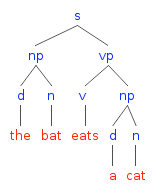 s
np vp
d n v np
the bat eats d n
a cat